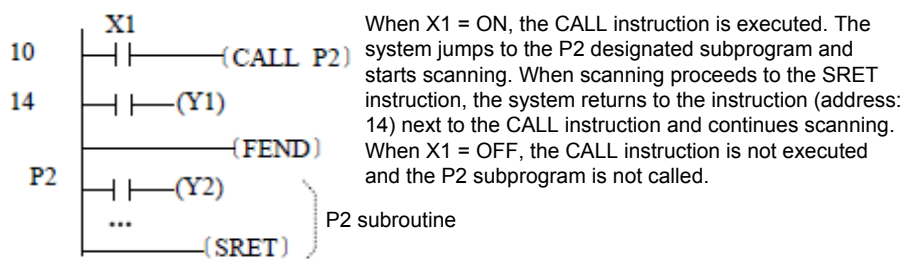 X1
10 (CALL P2)
14 (Y1)
(FEND)
P2 (Y2)
...
(SRET)
P2 subroutine
When X1 = ON, the CALL instruction is executed. The
system jumps to the P2 designated subprogram and
starts scanning. When scanning proceeds to the SRET
instruction, the system returns to the instruction (address:
14) next to the CALL instruction and continues scanning.
When X1 = OFF, the CALL instruction is not executed
and the P2 subprogram is not called.